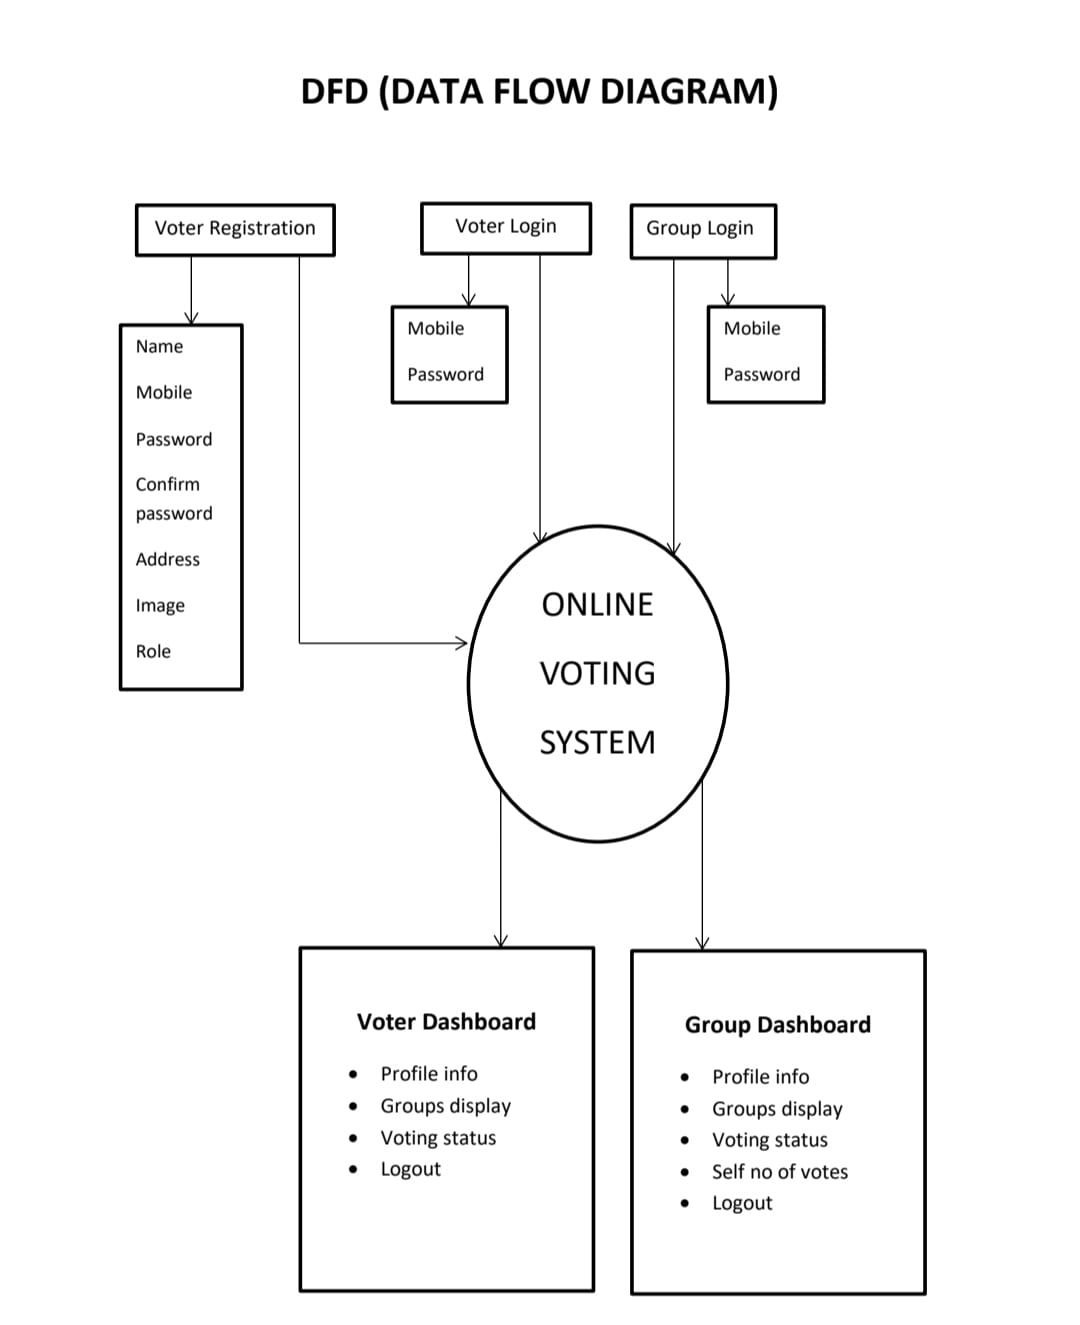 DFD (DATA FLOW DIAGRAM)
Voter Registration
Voter Login
Group Login
Name
Mobile
Password
Confirm
password
Address
Image
Role
Mobile
Password
Mobile
Password
ONLINE
VOTING
SYSTEM
Voter Dashboard
• Profile info
• Groups display
• Voting status
• Logout
Group Dashboard
• Profile info
• Groups display
• Voting status
• Self no of votes
• Logout